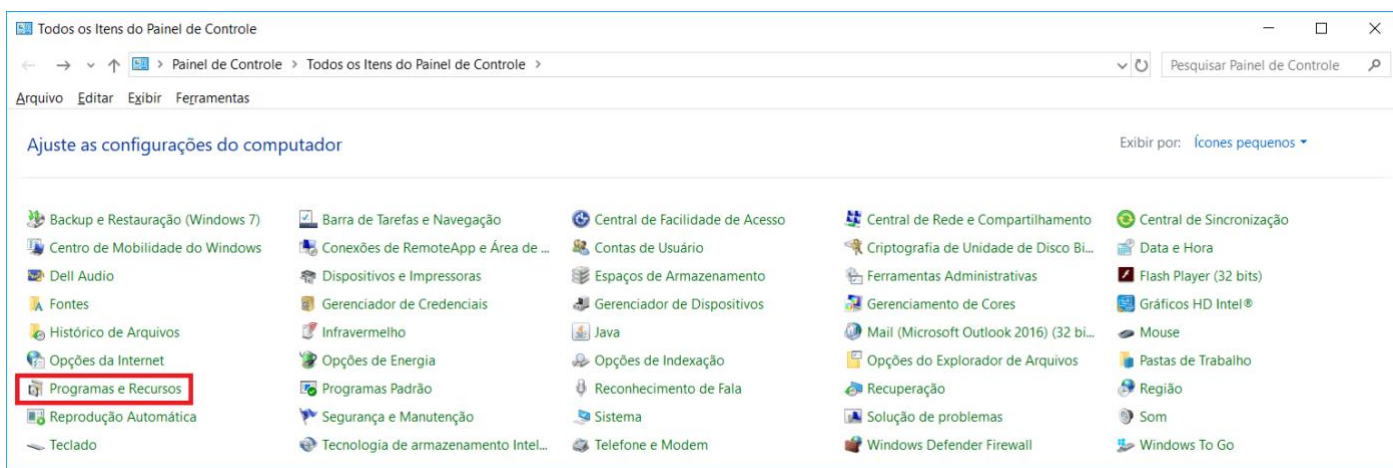 Todos os Itens do Painel de Controle
Painel de Controle > Todos os Itens do Painel de Controle >
Pesquisar Painel de Controle
Arquivo Editar Exibir Ferramentas
Ajuste as configurações do computador
Exibir por: Ícones pequenos
Backup e Restauração (Windows 7) Barra de Tarefas e Navegação Central de Facilidade de Acesso Central de Rede e Compartilhamento Central de Sincronização
Centro de Mobilidade do Windows Conexões de RemoteApp e Área de ... Contas de Usuário Criptografia de Unidade de Disco Bi... Data e Hora
Dell Audio Dispositivos e Impressoras Espaços de Armazenamento Ferramentas Administrativas Flash Player (32 bits)
Fontes Gerenciador de Credenciais Gerenciador de Dispositivos Gerenciamento de Cores Gráficos HD Intel®
Histórico de Arquivos Infravermelho Java Mail (Microsoft Outlook 2016) (32 bi... Mouse
Opções da Internet Opções de Energia Opções de Indexação Opções do Explorador de Arquivos Pastas de Trabalho
Programas e Recursos Programas Padrão Reconhecimento de Fala Recuperação Região
Reprodução Automática Segurança e Manutenção Sistema Solução de problemas Som
Teclado Tecnologia de armazenamento Intel... Telefone e Modem Windows Defender Firewall Windows To Go